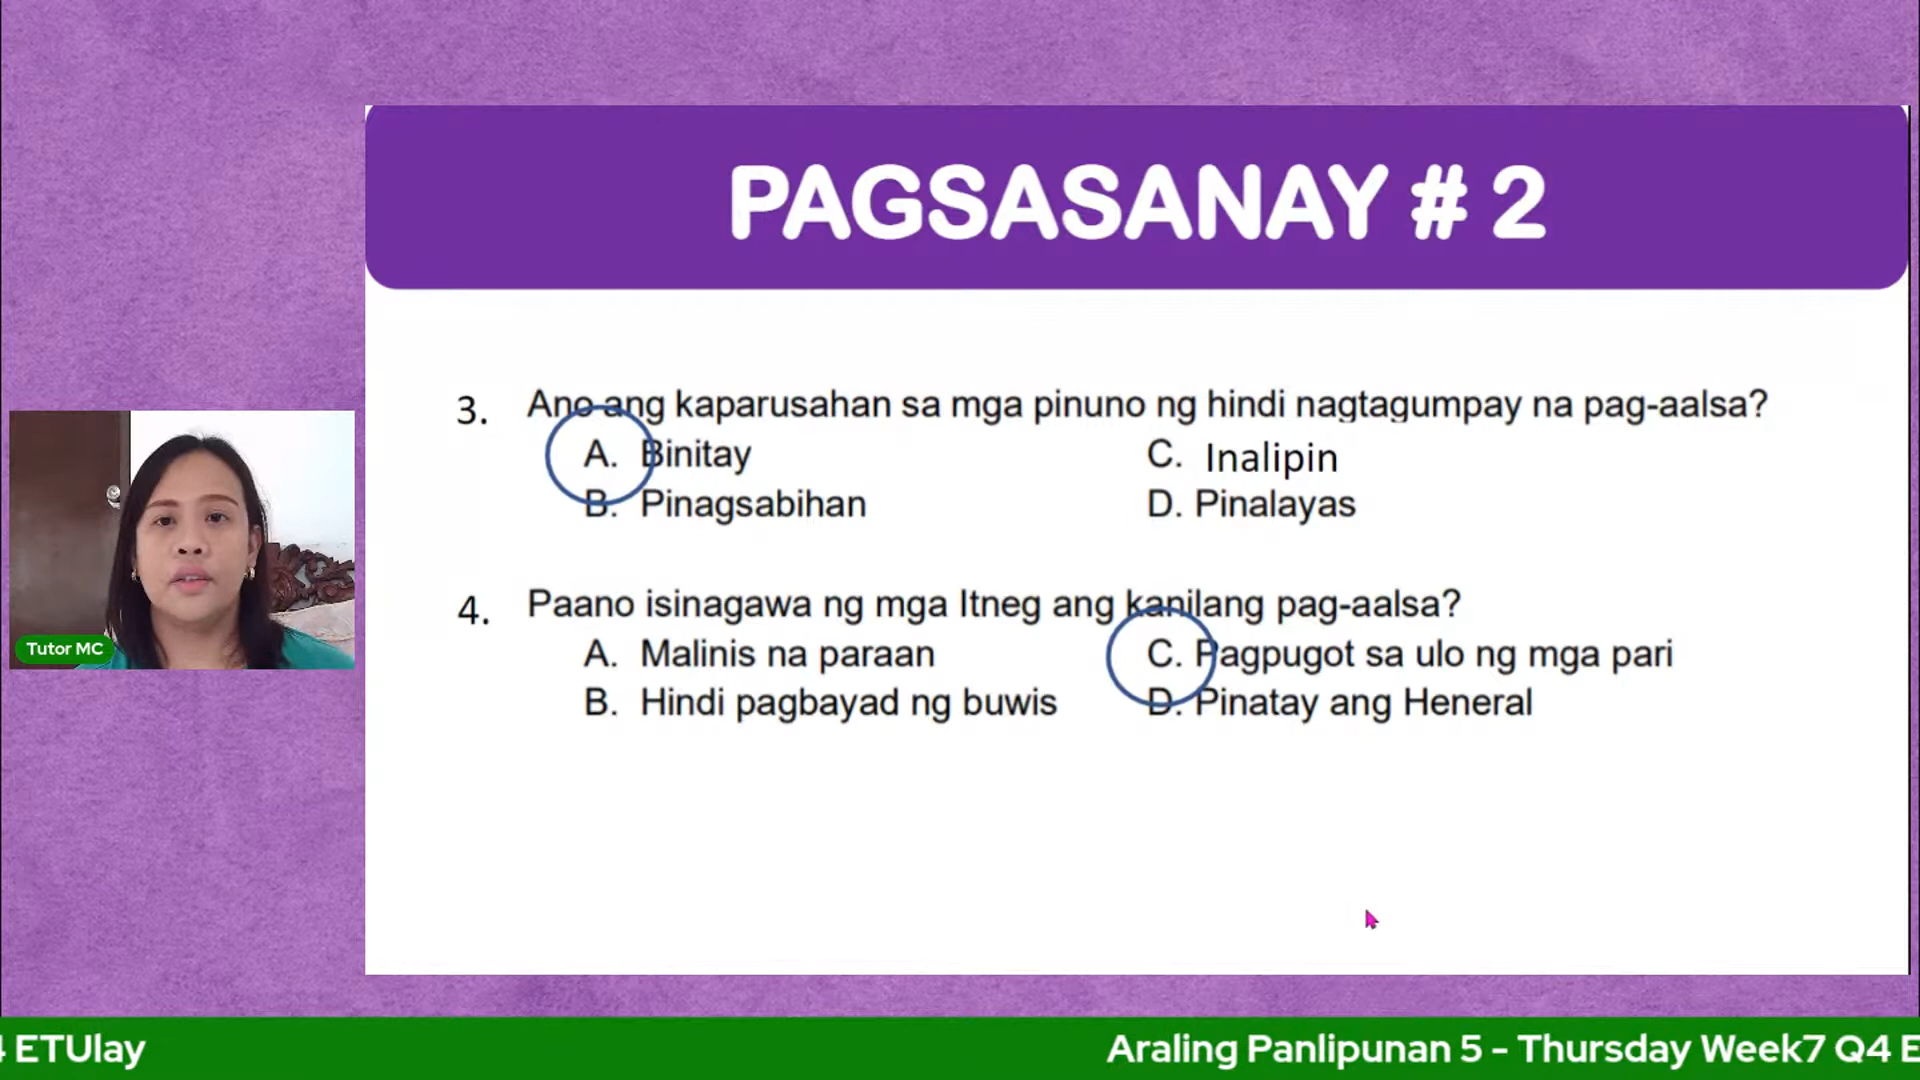 PAGSASANAY # 2
3. Ano ang kaparusahan sa mga pinuno ng hindi nagtagumpay na pag-aalsa?
A. Binitay C. Inalipin
B. Pinagsabihan D. Pinalayas
4. Paano isinagawa ng mga Itneg ang kanilang pag-aalsa?
A. Malinis na paraan C. Pagpugot sa ulo ng mga pari
B. Hindi pagbayad ng buwis D. Pinatay ang Heneral
Tutor MC
ETUlay Araling Panlipunan 5 - Thursday Week7 Q4